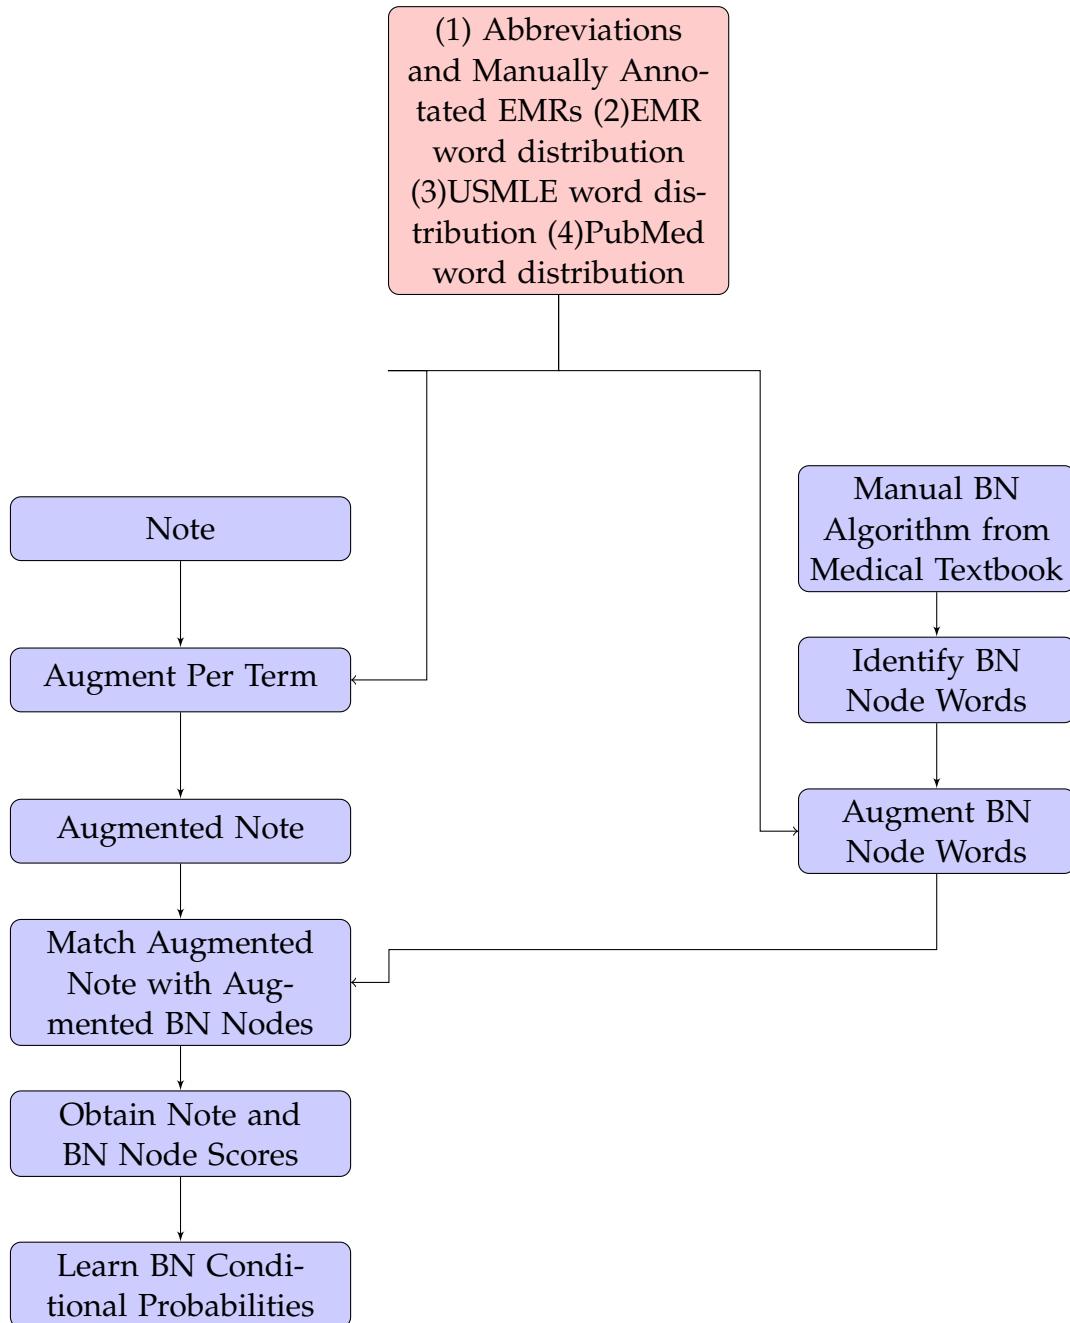 (1) Abbreviations
and Manually Anno-
tated EMRs (2)EMR
word distribution
(3)USMLE word dis-
tribution (4)PubMed
word distribution
Note
Augment Per Term
Augmented Note
Match Augmented
Note with Aug-
mented BN Nodes
Obtain Note and
BN Node Scores
Learn BN Condi-
tional Probabilities
Manual BN
Algorithm from
Medical Textbook
Identify BN
Node Words
Augment BN
Node Words